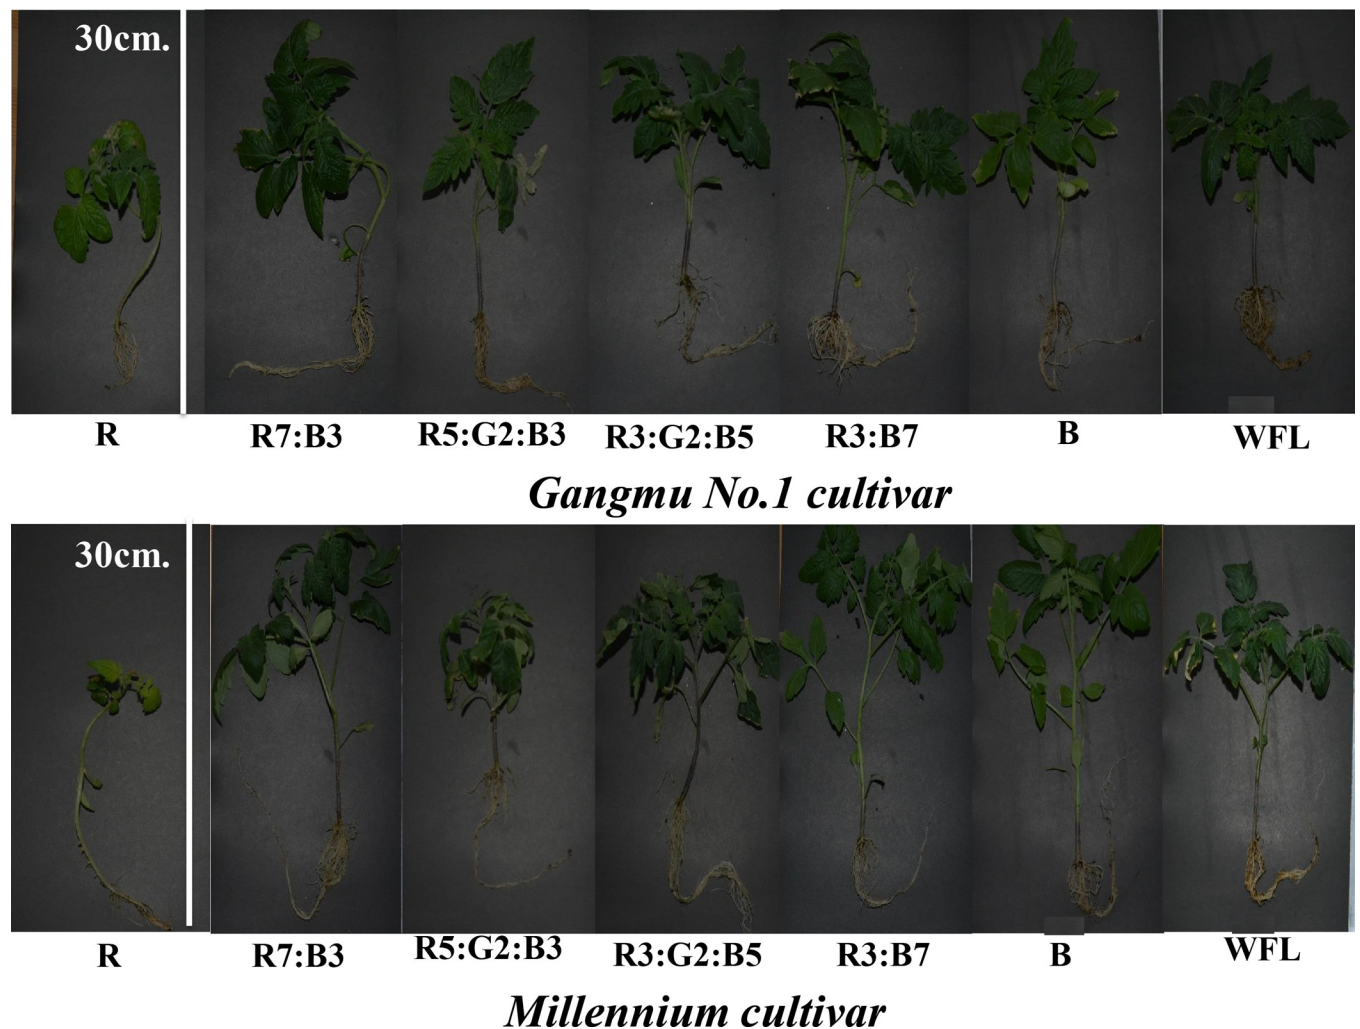 30cm.
R R7:B3 R5:G2:B3 R3:G2:B5 R3:B7 B WFL
Gangmu No.1 cultivar
30cm.
R R7:B3 R5:G2:B3 R3:G2:B5 R3:B7 B WFL
Millennium cultivar